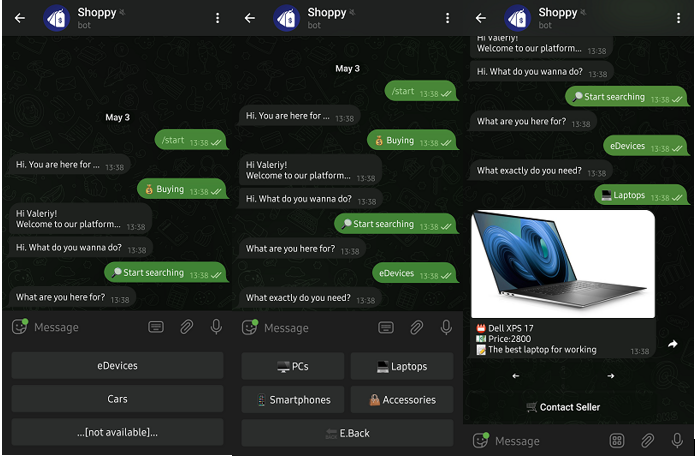 Shoppy
bot
May 3
/start 13:38
Hi. You are here for ... 13:38
Buying 13:38
Hi Valeriy!
Welcome to our platform... 13:38
Hi. What do you wanna do? 13:38
Start searching 13:38
What are you here for? 13:38
Message
eDevices
Cars
...[not available]...
Shoppy
bot
May 3
/start 13:38
Hi. You are here for ... 13:38
Buying 13:38
Hi Valeriy!
Welcome to our platform... 13:38
Hi. What do you wanna do? 13:38
Start searching 13:38
What are you here for? 13:38
eDevices 13:38
What exactly do you need? 13:38
Message
PCs
Laptops
Smartphones
Accessories
E.Back
Shoppy
bot
Hi Valeriy!
Welcome to our platform... 13:38
Hi. What do you wanna do? 13:38
Start searching 13:38
What are you here for? 13:38
eDevices 13:38
What exactly do you need? 13:38
Laptops 13:38
Dell XPS 17
Price:2800
The best laptop for working 13:38
Contact Seller
Message